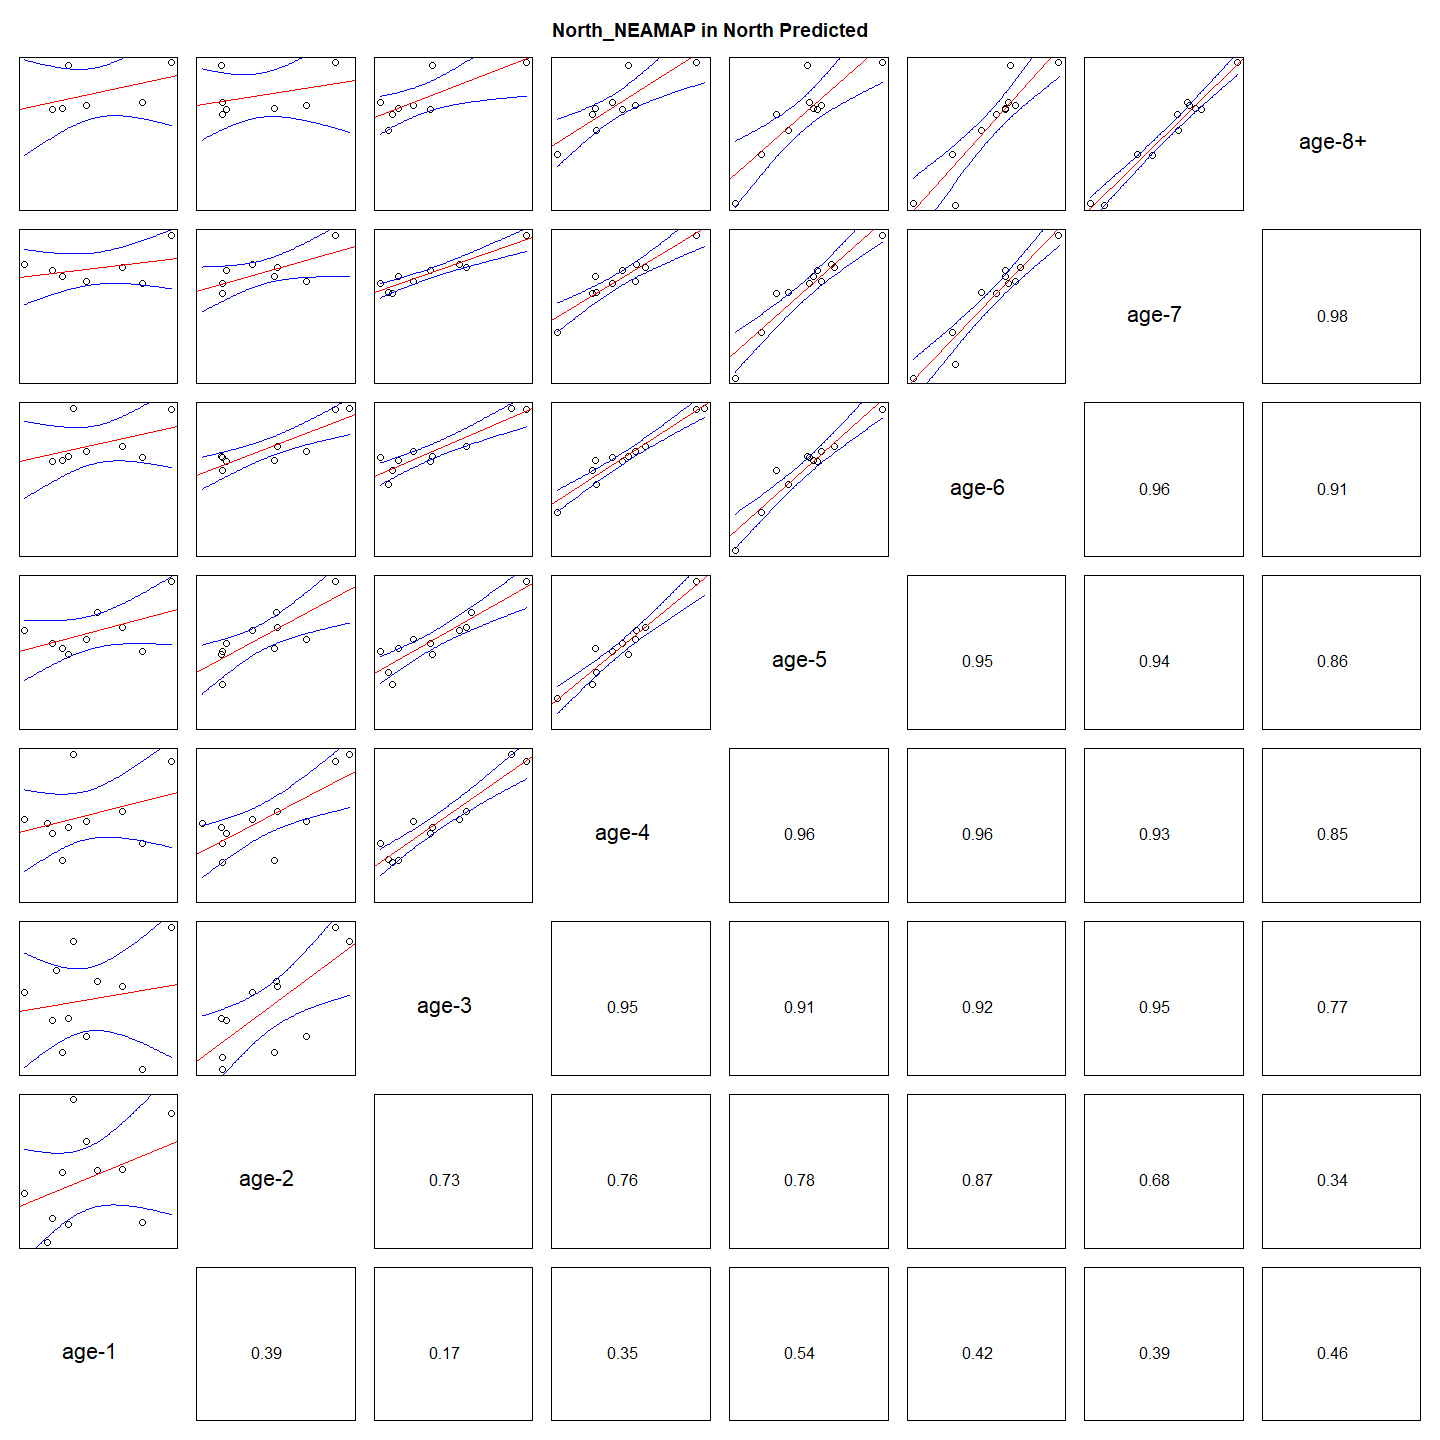 North_NEAMAP in North Predicted
age-8+
age-7 0.98
age-6 0.96 0.91
age-5 0.95 0.94 0.86
age-4 0.96 0.96 0.93 0.85
age-3 0.95 0.91 0.92 0.95 0.77
age-2 0.73 0.76 0.78 0.87 0.68 0.34
age-1 0.39 0.17 0.35 0.54 0.42 0.39 0.46